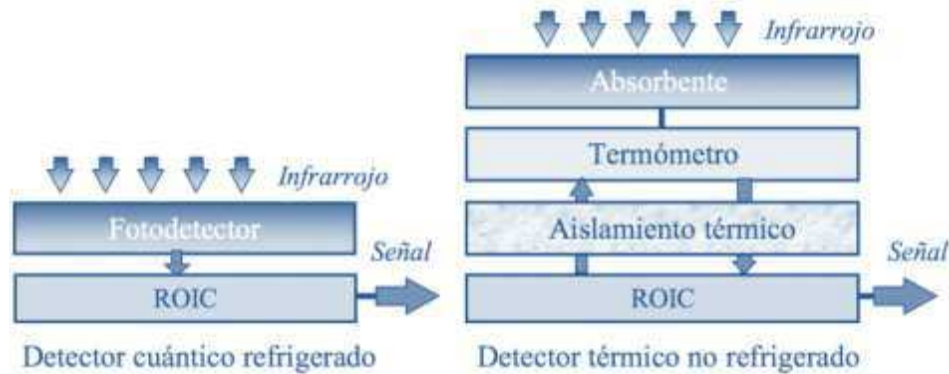 Infrarrojo
Fotodetector
Señal
ROIC
Detector cuántico refrigerado
Infrarrojo
Absorbente
Termómetro
Aislamiento térmico
Señal
ROIC
Detector térmico no refrigerado